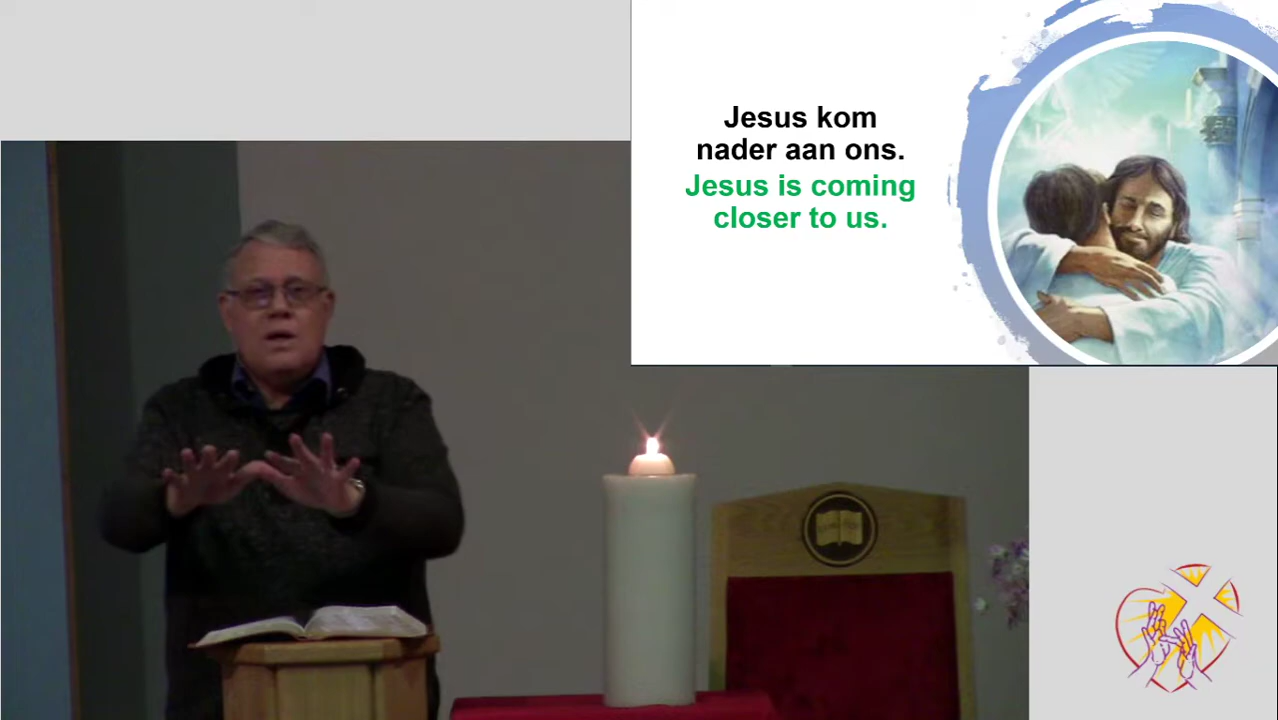 Jesus kom
nader aan ons.
Jesus is coming
closer to us.